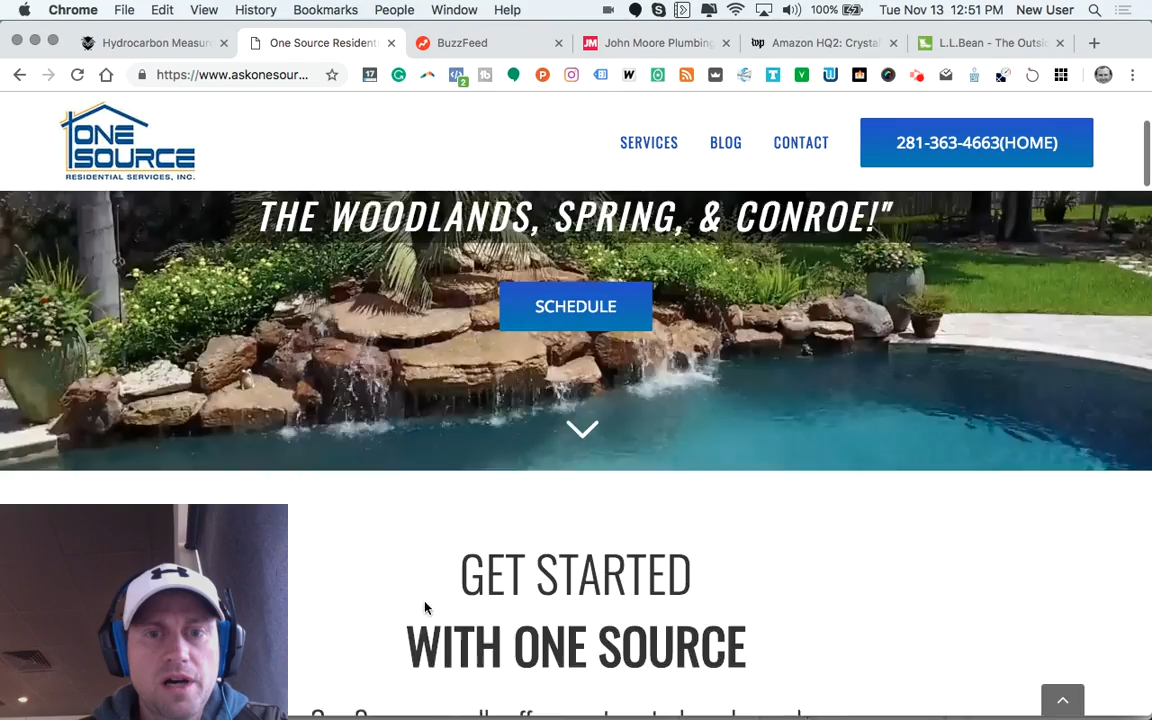 Chrome File Edit View History Bookmarks People Window Help 100% Tue Nov 13 12:51 PM New User
Hydrocarbon Measur
One Source Resident
BuzzFeed
John Moore Plumbing
Amazon HQ2: Crystal
L.L.Bean - The Outsid
https://www.askonesour...
ONE
SOURCE
RESIDENTIAL SERVICES, INC.
SERVICES BLOG CONTACT 281-363-4663(HOME)
THE WOODLANDS, SPRING, & CONROE!"
SCHEDULE
GET STARTED
WITH ONE SOURCE